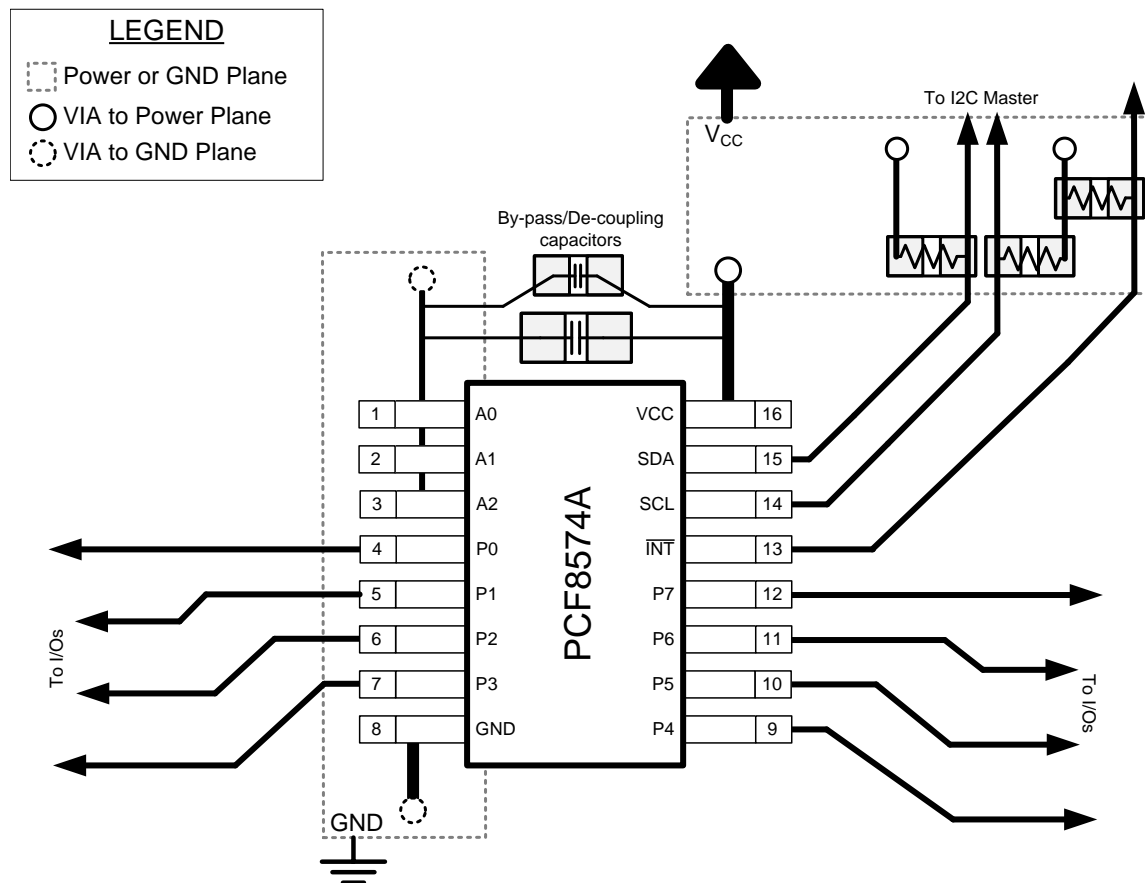 LEGEND
Power or GND Plane
VIA to Power Plane
VIA to GND Plane
VCC
To I2C Master
By-pass/De-coupling
capacitors
1 A0 VCC 16
2 A1 SDA 15
3 A2 SCL 14
4 P0 INT 13
5 P1 P7 12
6 P2 P6 11
7 P3 P5 10
8 GND P4 9
PCF8574A
To I/Os
To I/Os
GND